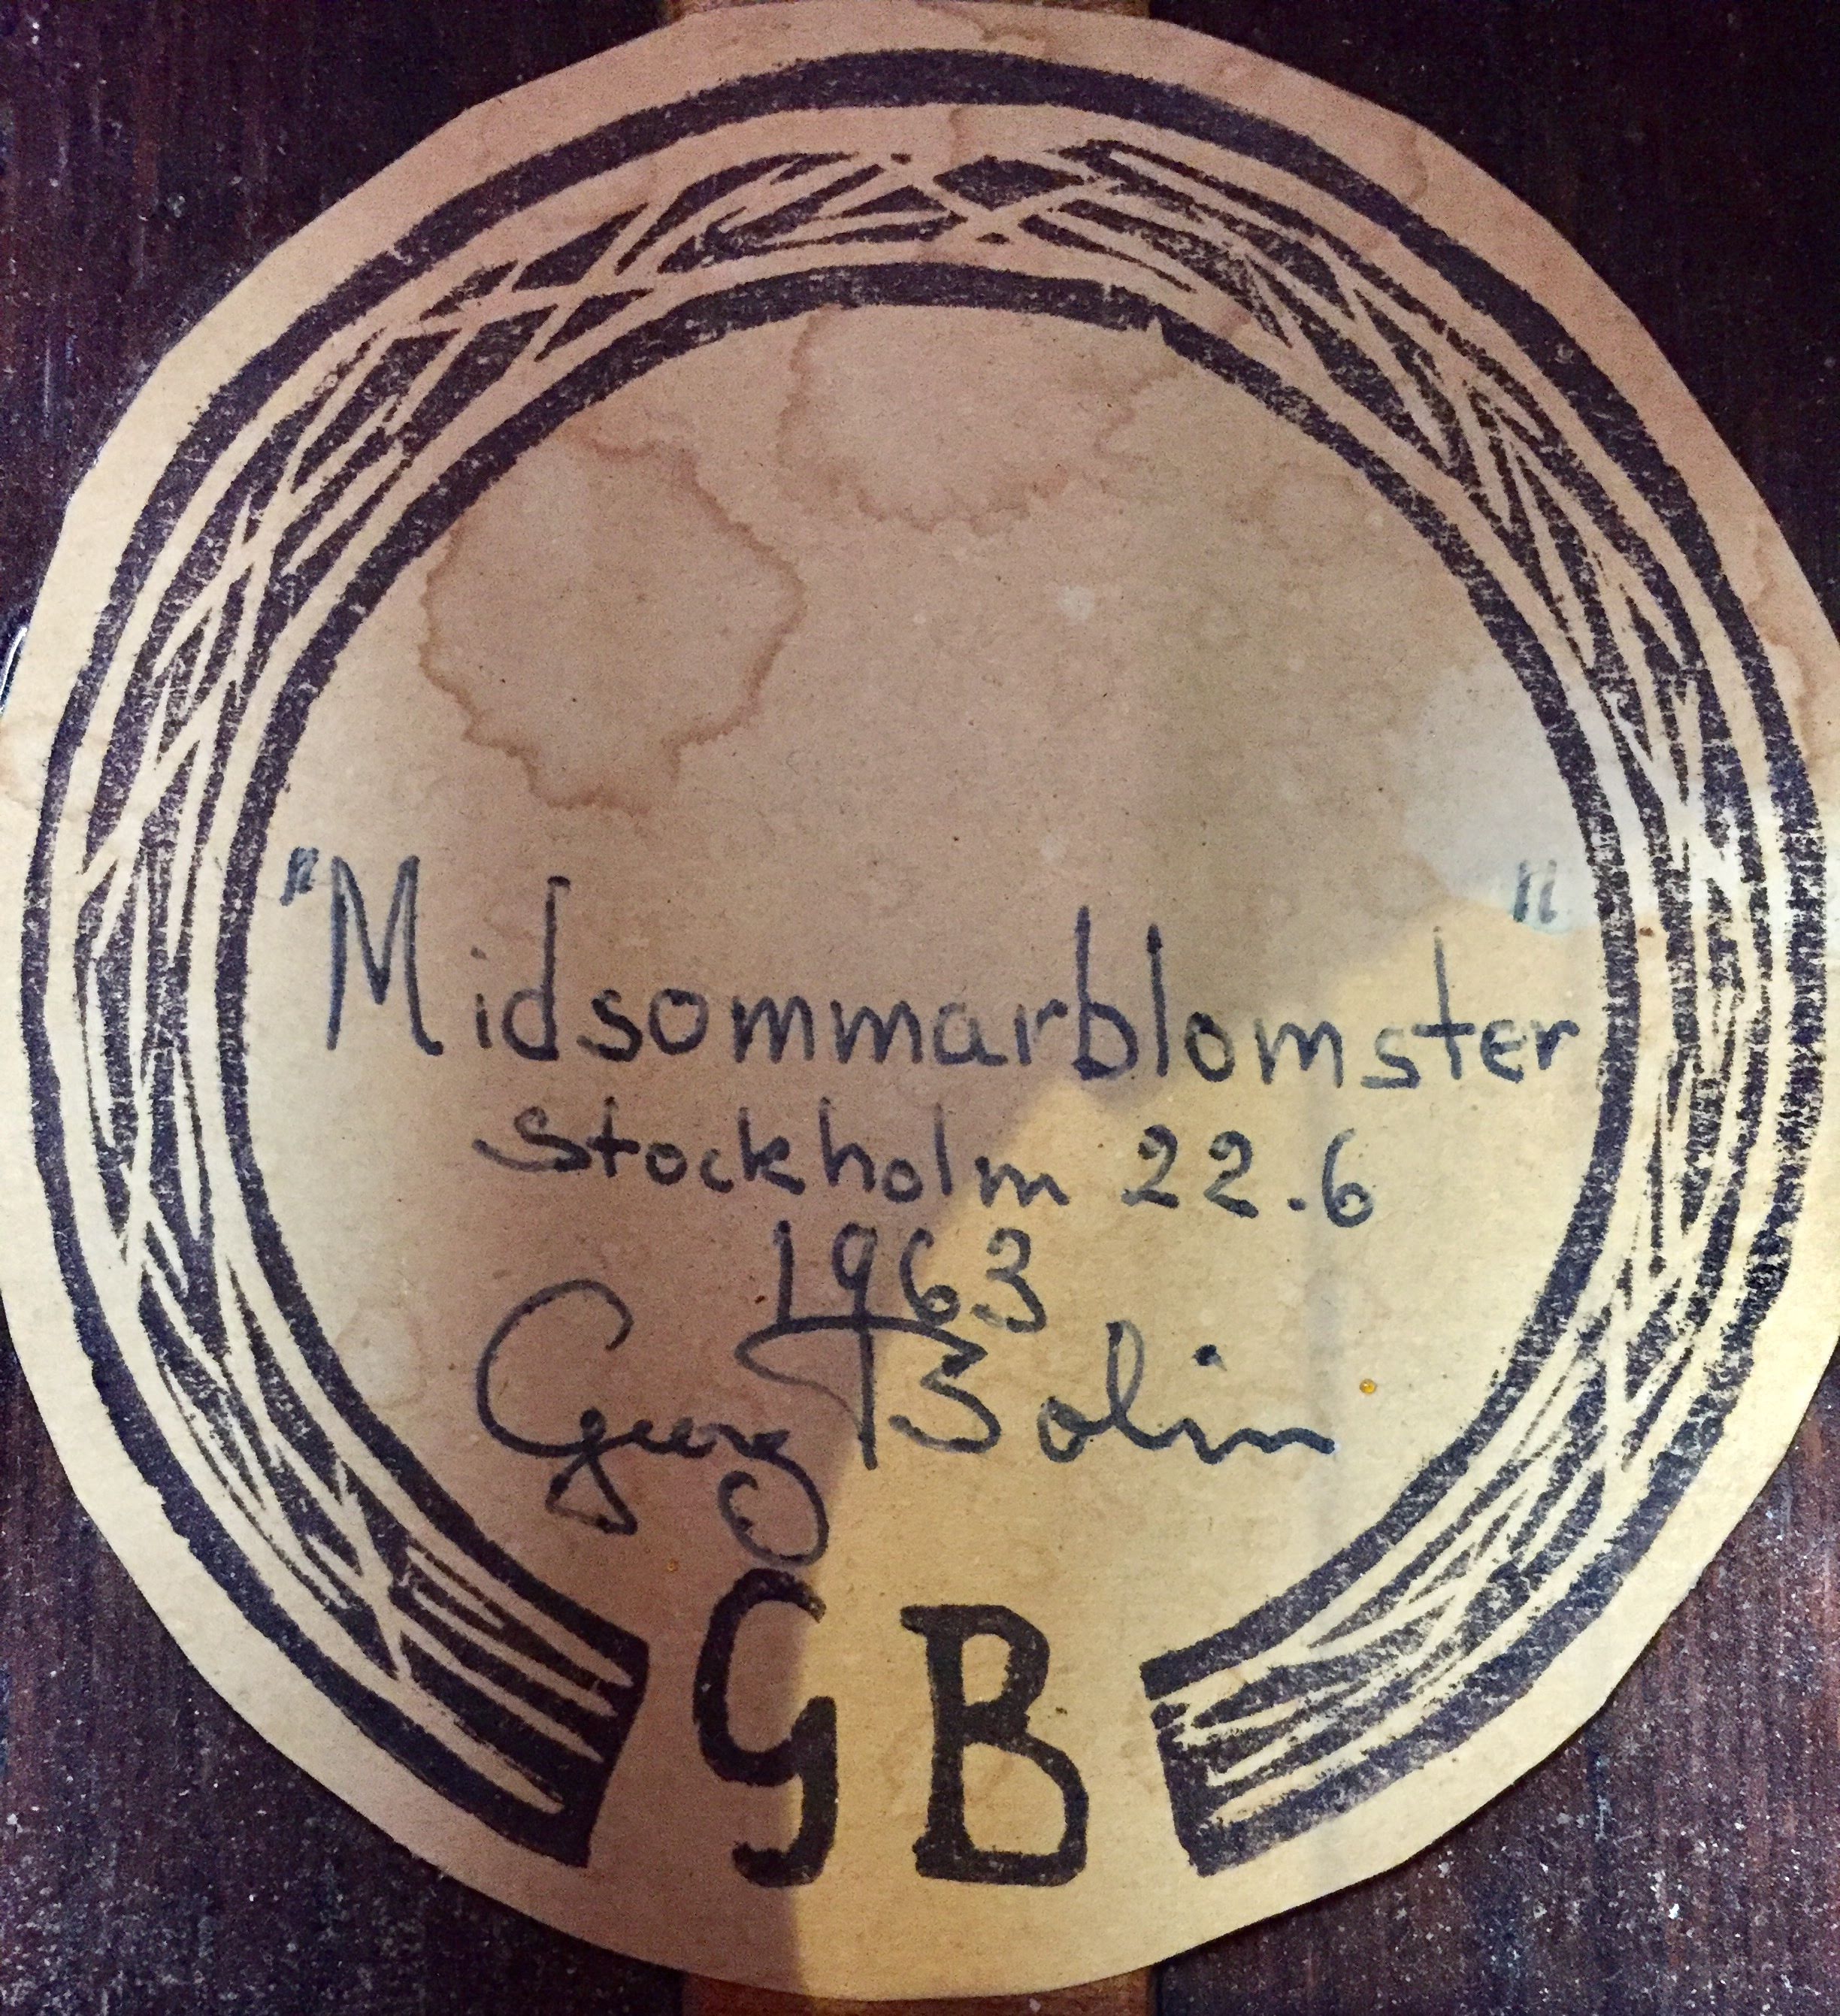 "Midsommarblomster"
Stockholm 22.6
1963
Georg Bolin
GB